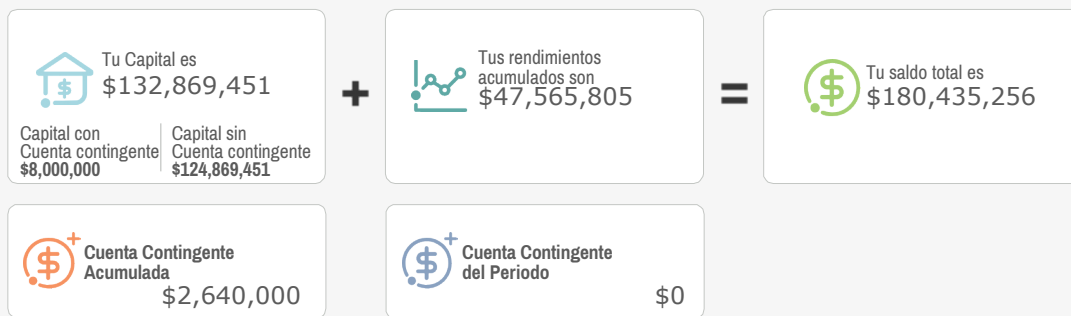 Tu Capital es
$132,869,451
Capital con
Cuenta contingente
$8,000,000
Capital sin
Cuenta contingente
$124,869,451
+
Tus rendimientos
acumulados son
$47,565,805
=
Tu saldo total es
$180,435,256
Cuenta Contingente
Acumulada
$2,640,000
Cuenta Contingente
del Periodo
$0